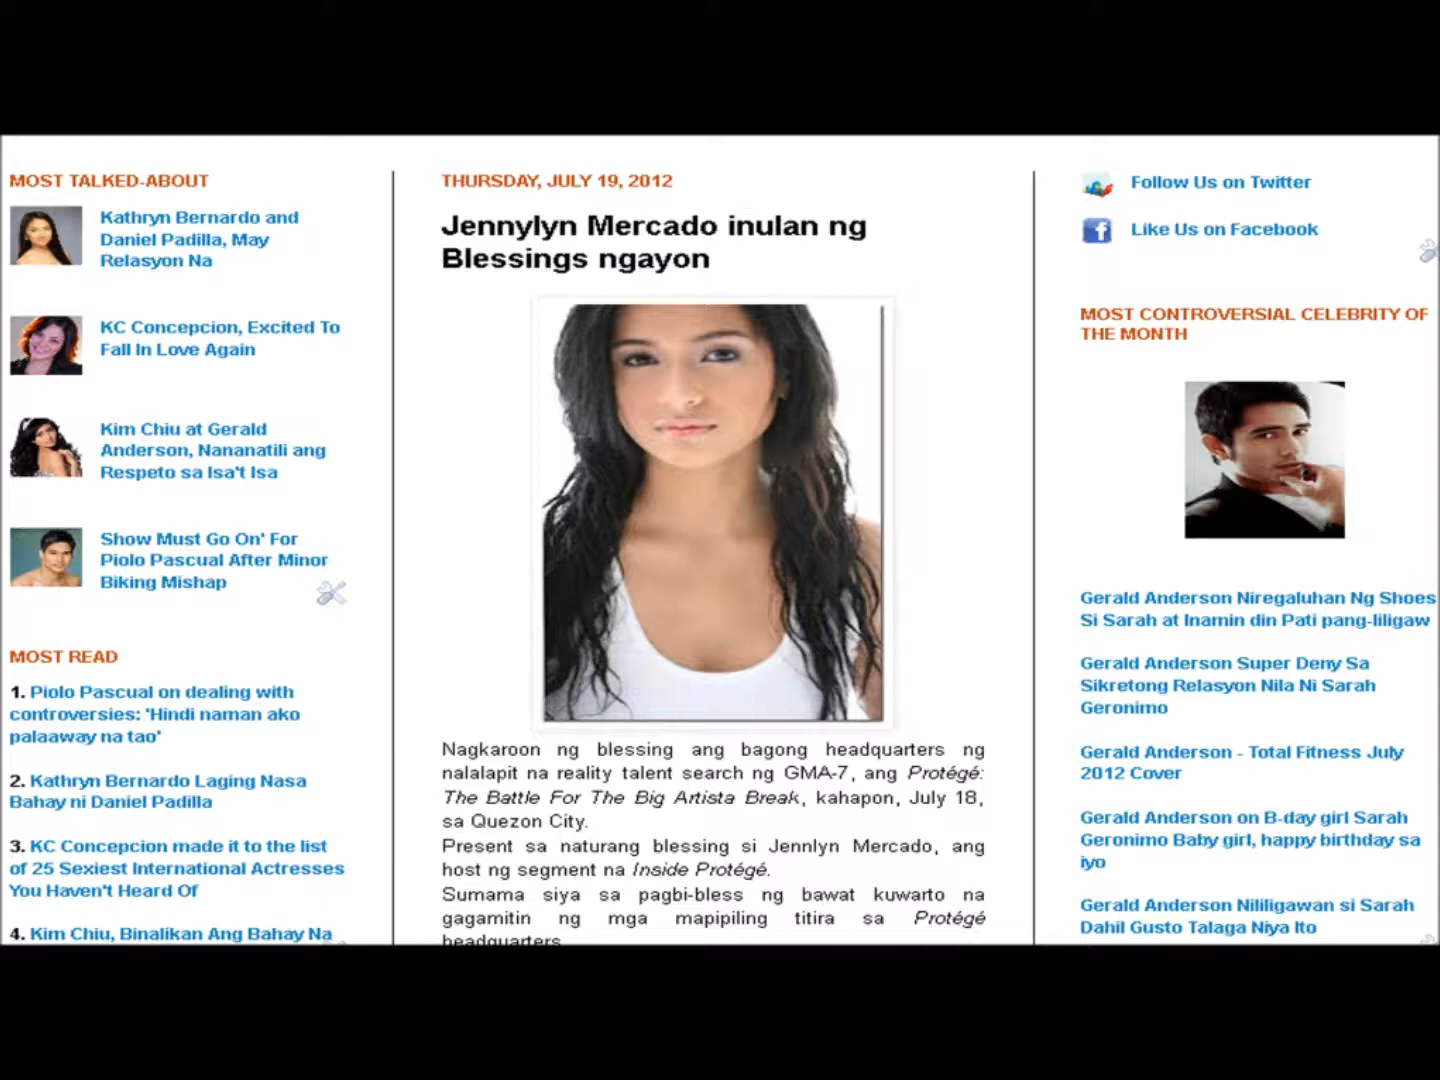 MOST TALKED-ABOUT
Kathryn Bernardo and
Daniel Padilla, May
Relasyon Na
KC Concepcion, Excited To
Fall In Love Again
Kim Chiu at Gerald
Anderson, Nananatili ang
Respeto sa Isa't Isa
Show Must Go On' For
Piolo Pascual After Minor
Biking Mishap
MOST READ
1. Piolo Pascual on dealing with
controversies: 'Hindi naman ako
palaaway na tao'
2. Kathryn Bernardo Laging Nasa
Bahay ni Daniel Padilla
3. KC Concepcion made it to the list
of 25 Sexiest International Actresses
You Haven't Heard Of
4. Kim Chiu, Binalikan Ang Bahay Na
THURSDAY, JULY 19, 2012
Jennylyn Mercado inulan ng
Blessings ngayon
Nagkaroon ng blessing ang bagong headquarters ng
nalalapit na reality talent search ng GMA-7, ang Protégé:
The Battle For The Big Artista Break, kahapon, July 18,
sa Quezon City.
Present sa naturang blessing si Jennlyn Mercado, ang
host ng segment na Inside Protégé.
Sumama siya sa pagbi-bless ng bawat kuwarto na
gagamitin ng mga mapipiling titira sa Protégé
headquarters.
Follow Us on Twitter
Like Us on Facebook
MOST CONTROVERSIAL CELEBRITY OF
THE MONTH
Gerald Anderson Niregaluhan Ng Shoes
Si Sarah at Inamin din Pati pang-liligaw
Gerald Anderson Super Deny Sa
Sikretong Relasyon Nila Ni Sarah
Geronimo
Gerald Anderson - Total Fitness July
2012 Cover
Gerald Anderson on B-day girl Sarah
Geronimo Baby girl, happy birthday sa
iyo
Gerald Anderson Nililigawan si Sarah
Dahil Gusto Talaga Niya Ito